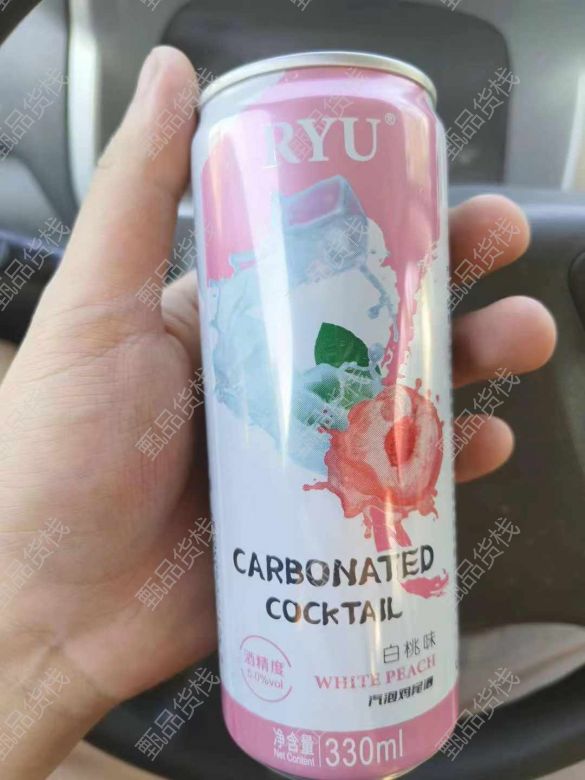 RYU®
CARBONATED
COCKTAIL
白桃味
WHITE PEACH
汽泡鸡尾酒
酒精度
5.0%vol
净含量
Net Content
330ml
甄品货栈